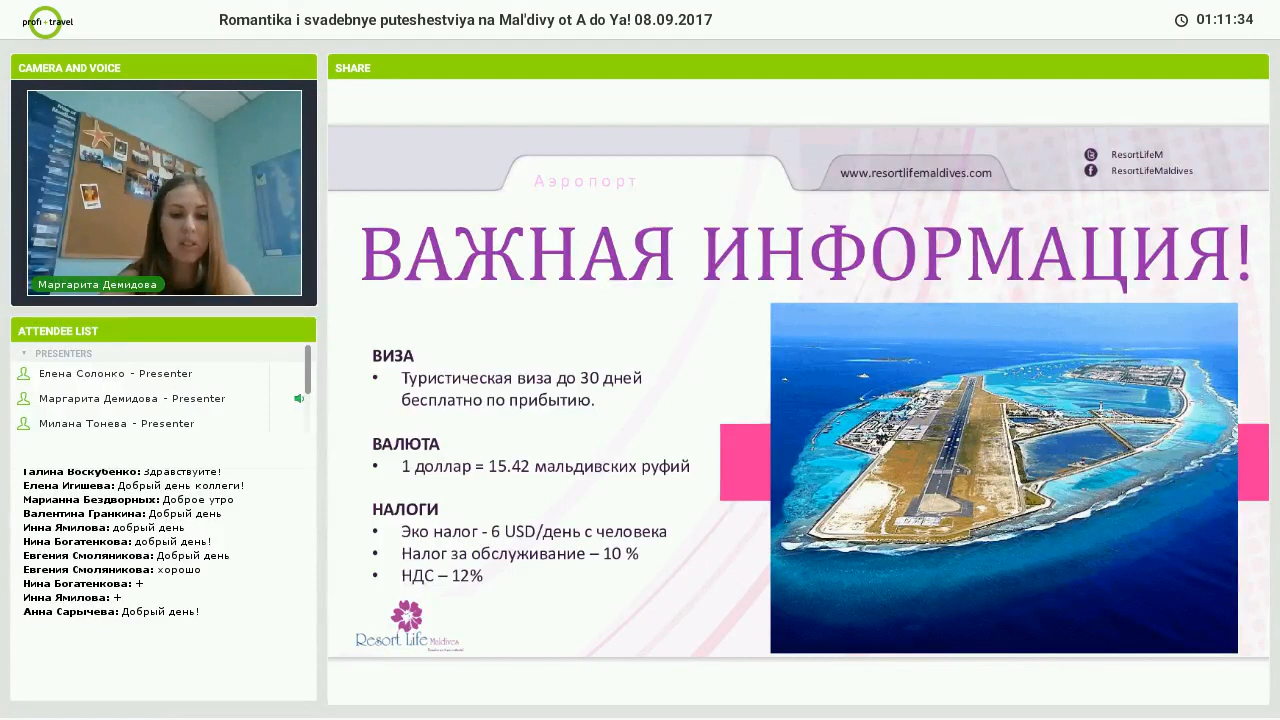 profi + travel
Romantika i svadebnye puteshestviya na Mal'divy ot A do Ya! 08.09.2017
01:11:34
CAMERA AND VOICE
Маргарита Демидова
ATTENDEE LIST
PRESENTERS
Елена Солонко - Presenter
Маргарита Демидова - Presenter
Милана Тонева - Presenter
Галина Воскубенко: Здравствуйте!
Елена Игишева: Добрый день коллеги!
Марианна Бездворных: Доброе утро
Валентина Гранкина: Добрый день
Инна Ямилова: добрый день
Нина Богатенкова: добрый день!
Евгения Смоляникова: Добрый день
Евгения Смоляникова: хорошо
Нина Богатенкова: +
Инна Ямилова: +
Анна Сарычева: Добрый день!
SHARE
Аэропорт
www.resortlifemaldives.com
ResortLifeM
ResortLifeMaldives
ВАЖНАЯ ИНФОРМАЦИЯ!
ВИЗА
• Туристическая виза до 30 дней
бесплатно по прибытию.
ВАЛЮТА
• 1 доллар = 15.42 мальдивских руфий
НАЛОГИ
• Эко налог - 6 USD/день с человека
• Налог за обслуживание – 10 %
• НДС – 12%
Resort Life Maldives